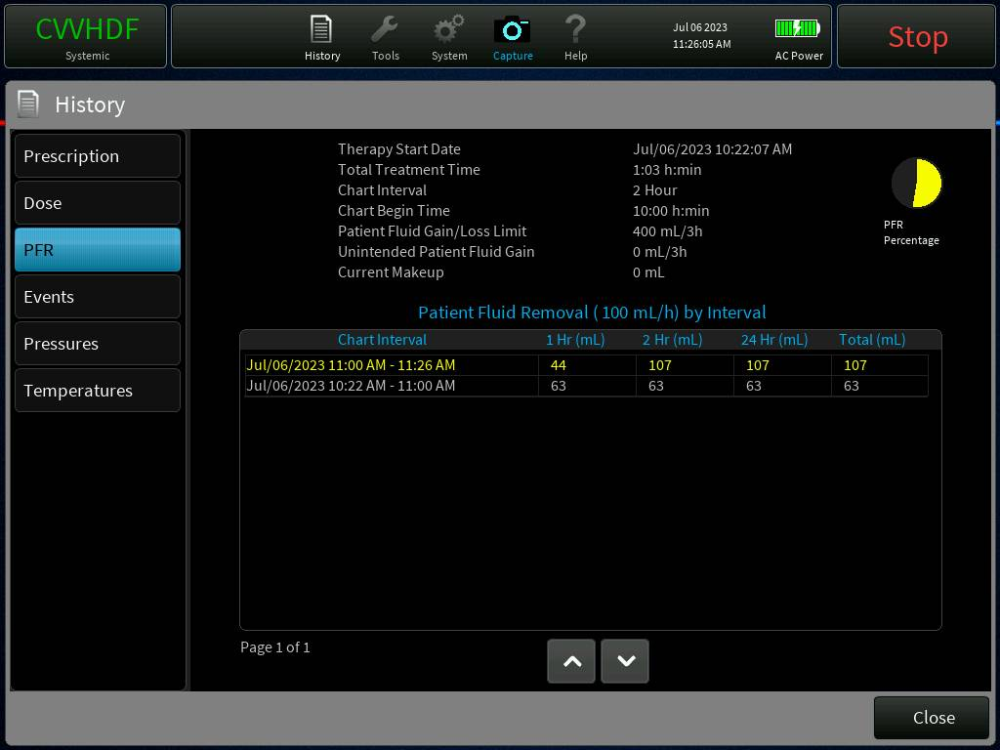 CVVHDF
Systemic
History
Tools
System
Capture
Help
Jul 06 2023
11:26:05 AM
AC Power
Stop
History
Prescription
Dose
PFR
Events
Pressures
Temperatures
Therapy Start Date Jul/06/2023 10:22:07 AM
Total Treatment Time 1:03 h:min
Chart Interval 2 Hour
Chart Begin Time 10:00 h:min
Patient Fluid Gain/Loss Limit 400 mL/3h
Unintended Patient Fluid Gain 0 mL/3h
Current Makeup 0 mL
PFR
Percentage
Patient Fluid Removal ( 100 mL/h) by Interval
Chart Interval 1 Hr (mL) 2 Hr (mL) 24 Hr (mL) Total (mL)
Jul/06/2023 11:00 AM - 11:26 AM 44 107 107 107
Jul/06/2023 10:22 AM - 11:00 AM 63 63 63 63
Page 1 of 1
Close